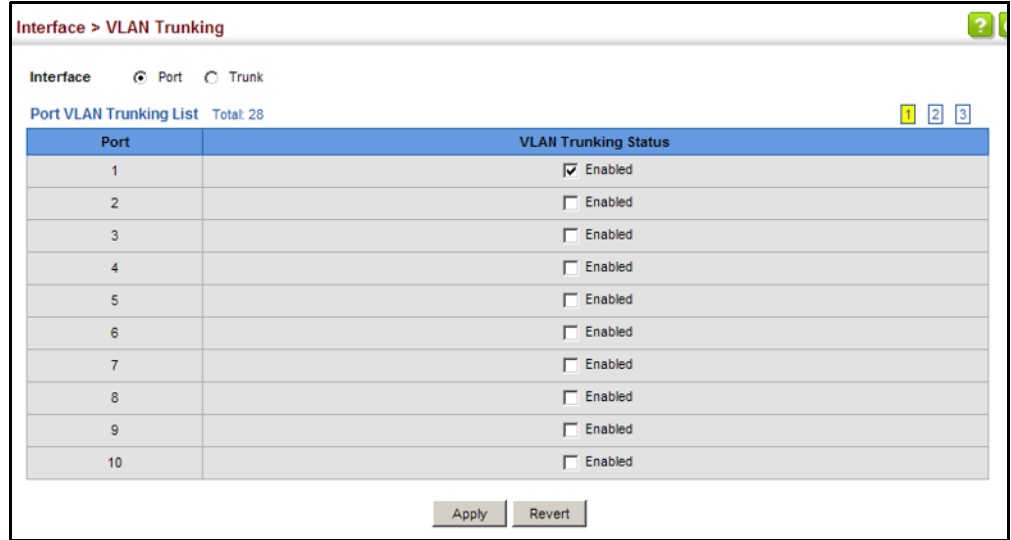 Interface > VLAN Trunking
?
Interface Port Trunk
Port VLAN Trunking List Total: 28 1 2 3
Port VLAN Trunking Status
1 Enabled
2 Enabled
3 Enabled
4 Enabled
5 Enabled
6 Enabled
7 Enabled
8 Enabled
9 Enabled
10 Enabled
Apply Revert